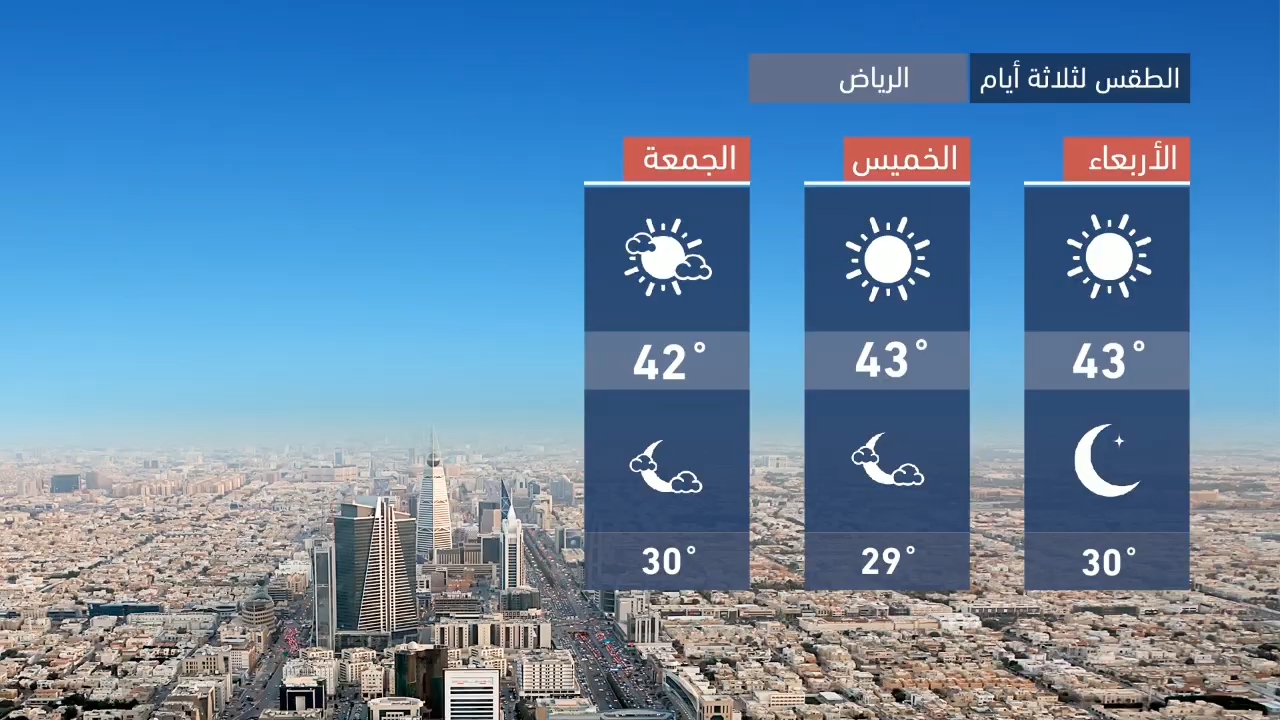 الطقس لثلاثة أيام
الرياض
الأربعاء
الخميس
الجمعة
43°
43°
42°
30°
29°
30°